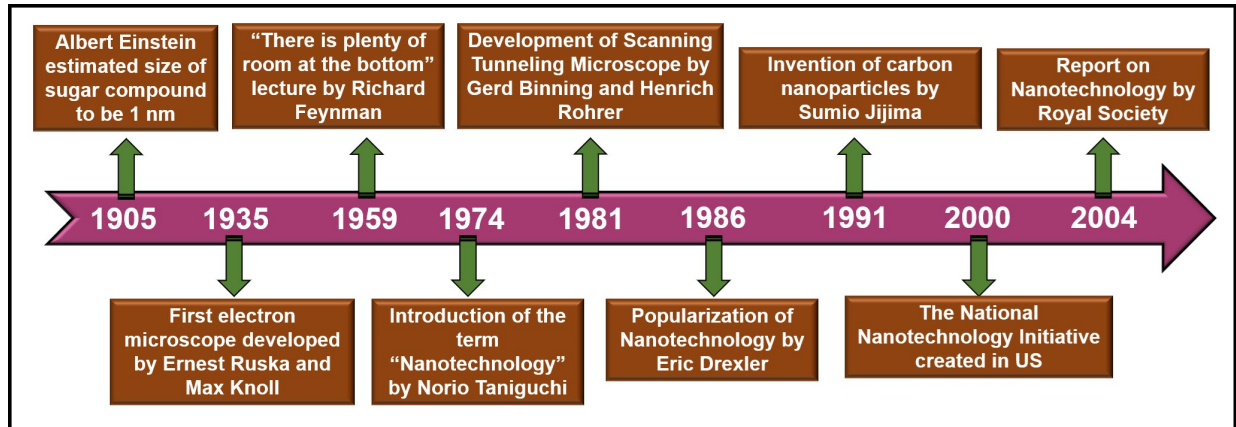 Albert Einstein
estimated size of
sugar compound
to be 1 nm
“There is plenty of
room at the bottom”
lecture by Richard
Feynman
Development of Scanning
Tunneling Microscope by
Gerd Binning and Henrich
Rohrer
Invention of carbon
nanoparticles by
Sumio Jijima
Report on
Nanotechnology by
Royal Society
1905 1935 1959 1974 1981 1986 1991 2000 2004
First electron
microscope developed
by Ernest Ruska and
Max Knoll
Introduction of the
term
“Nanotechnology”
by Norio Taniguchi
Popularization of
Nanotechnology by
Eric Drexler
The National
Nanotechnology Initiative
created in US